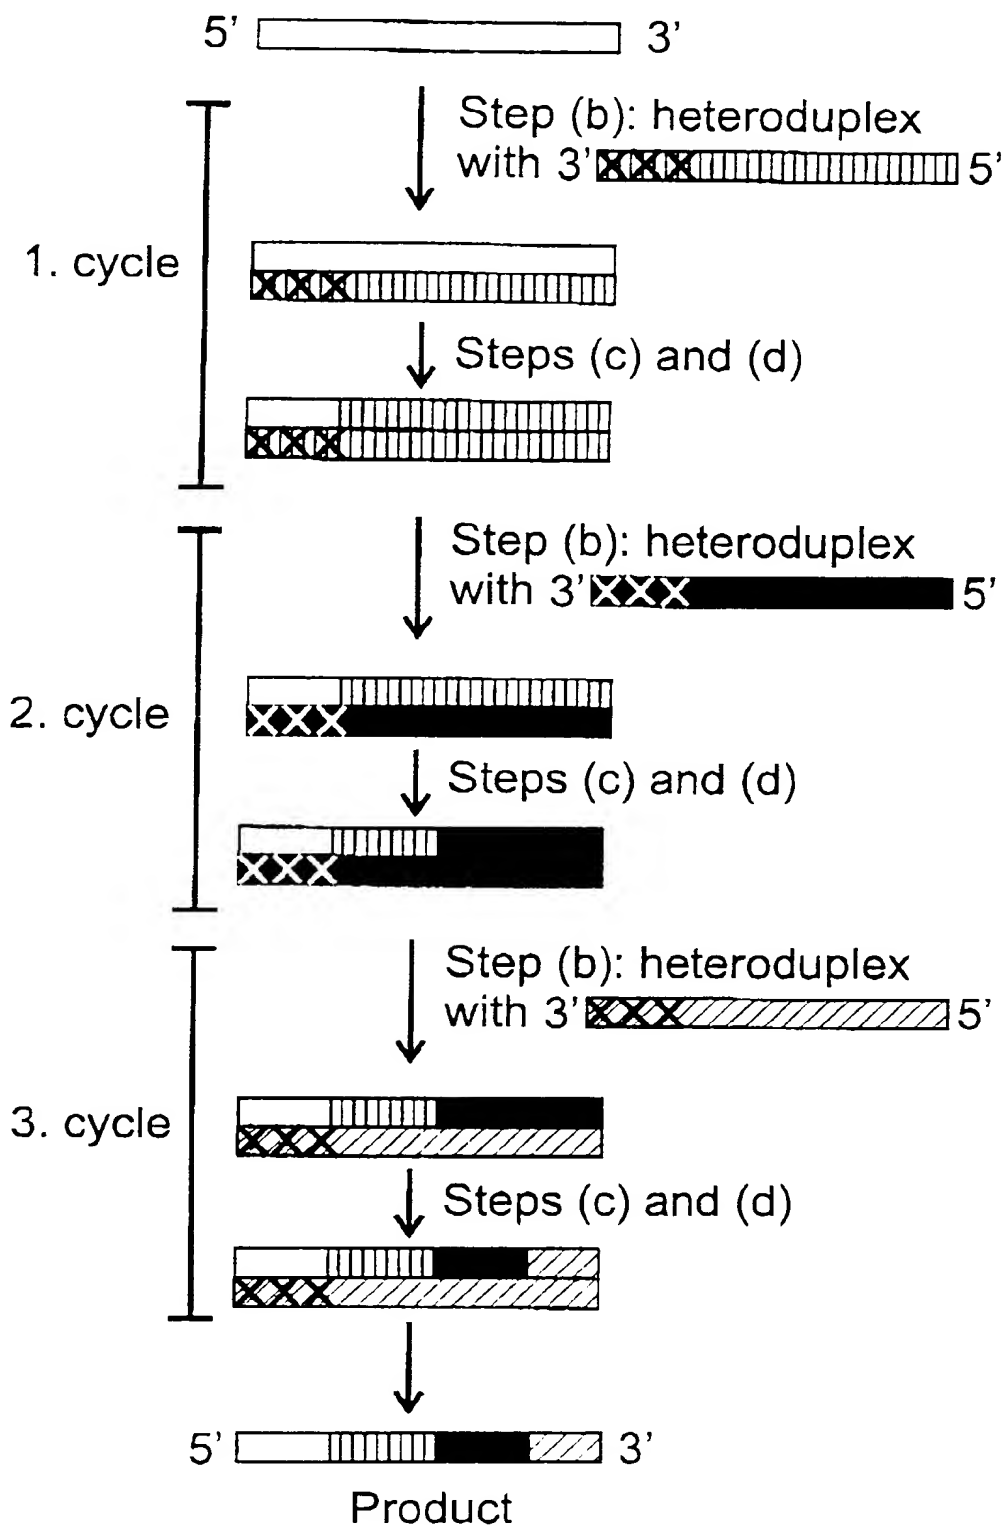 5’ 3’
Step (b): heteroduplex
with 3’ 5’
1. cycle
Steps (c) and (d)
Step (b): heteroduplex
with 3’ 5’
2. cycle
Steps (c) and (d)
Step (b): heteroduplex
with 3’ 5’
3. cycle
Steps (c) and (d)
5’ 3’
Product